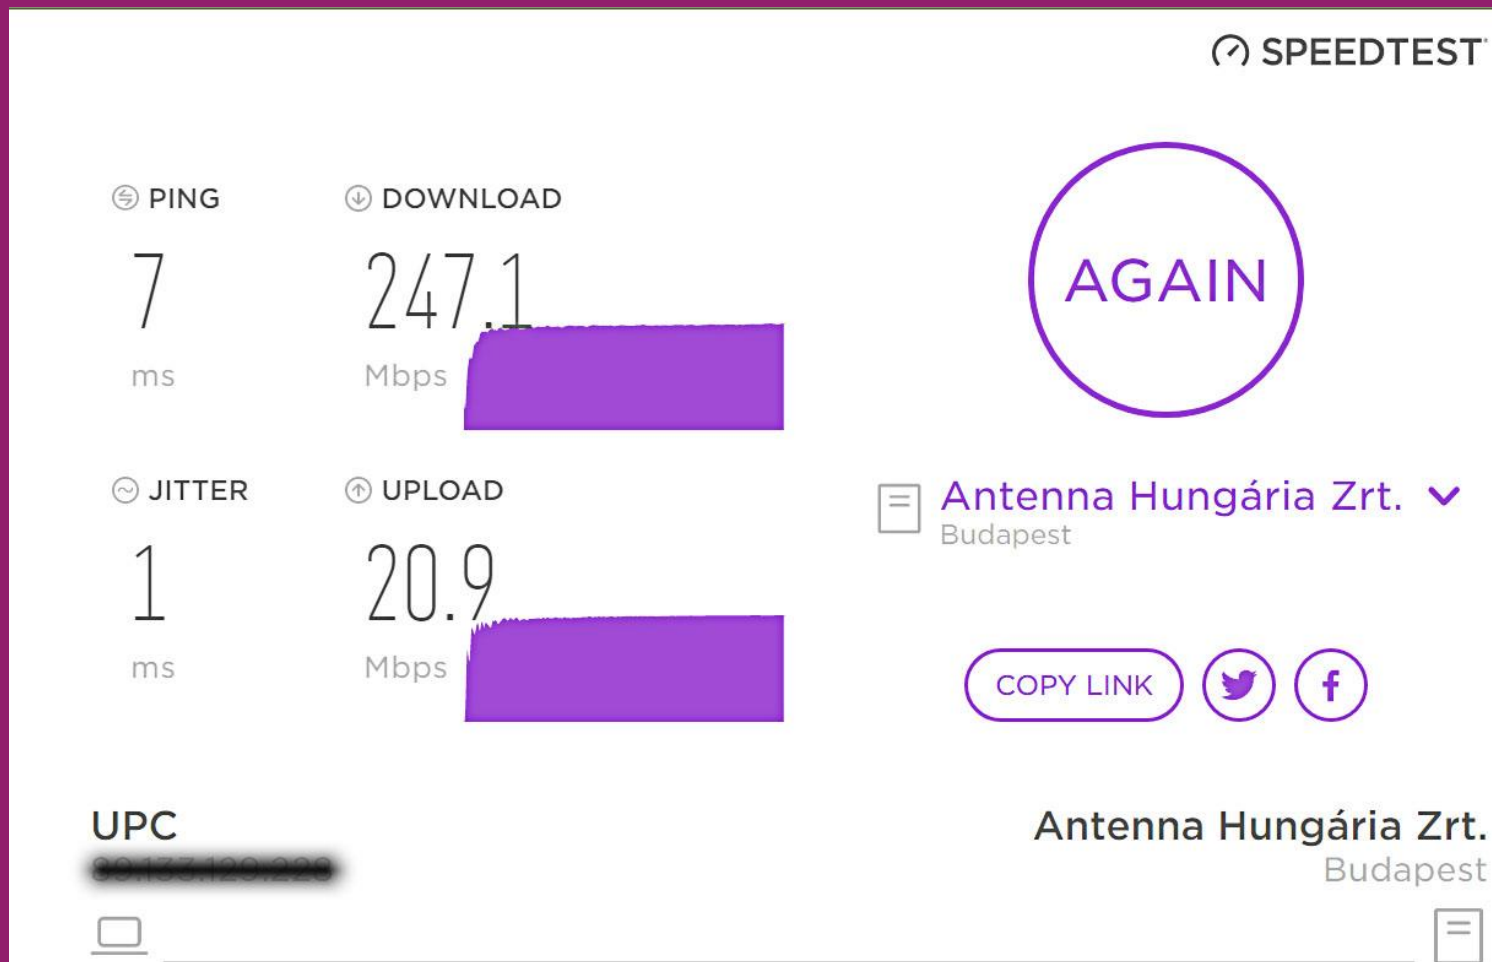 SPEEDTEST
PING
7
ms
DOWNLOAD
247.1
Mbps
JITTER
1
ms
UPLOAD
20.9
Mbps
AGAIN
Antenna Hungária Zrt.
Budapest
COPY LINK
UPC
Antenna Hungária Zrt.
Budapest